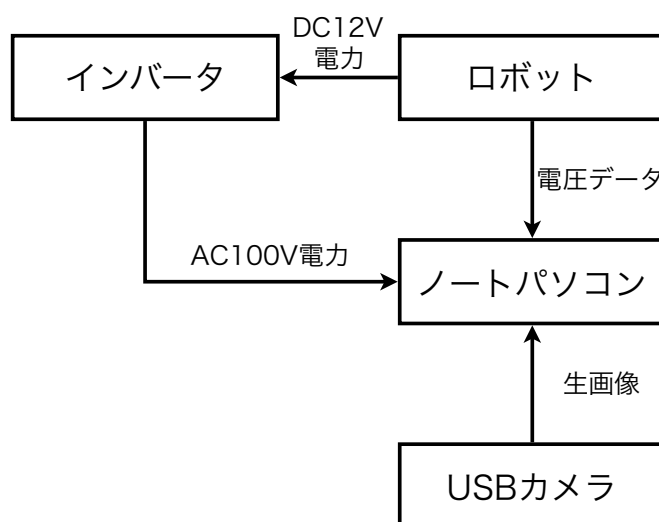 DC12V
電力
インバータ
ロボット
電圧データ
AC100V電力
ノートパソコン
生画像
USBカメラ